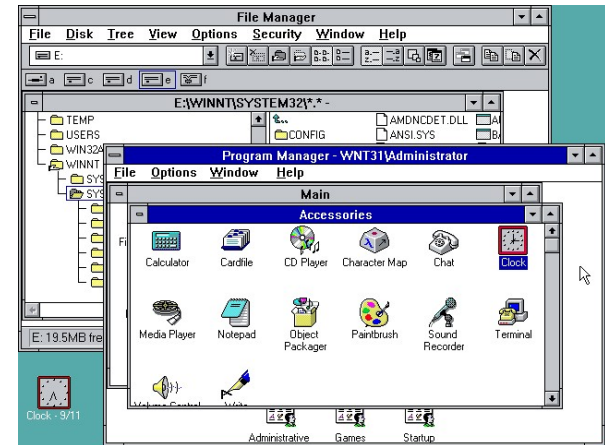 File Manager
File Disk Tree View Options Security Window Help
E:
a c d e f
E:\WINNT\SYSTEM32\*.* -
TEMP
USERS
WIN32A
WINNT
SYS
SYS
CONFIG
AMDNCDET.DLL
ANSI.SYS
E: 19.5MB fre
Program Manager - WNT31\Administrator
File Options Window Help
Main
Accessories
Calculator Cardfile CD Player Character Map Chat Clock
Media Player Notepad Object Packager Paintbrush Sound Recorder Terminal
Volume Control Write
Clock - 9/11
Administrative Games Startup